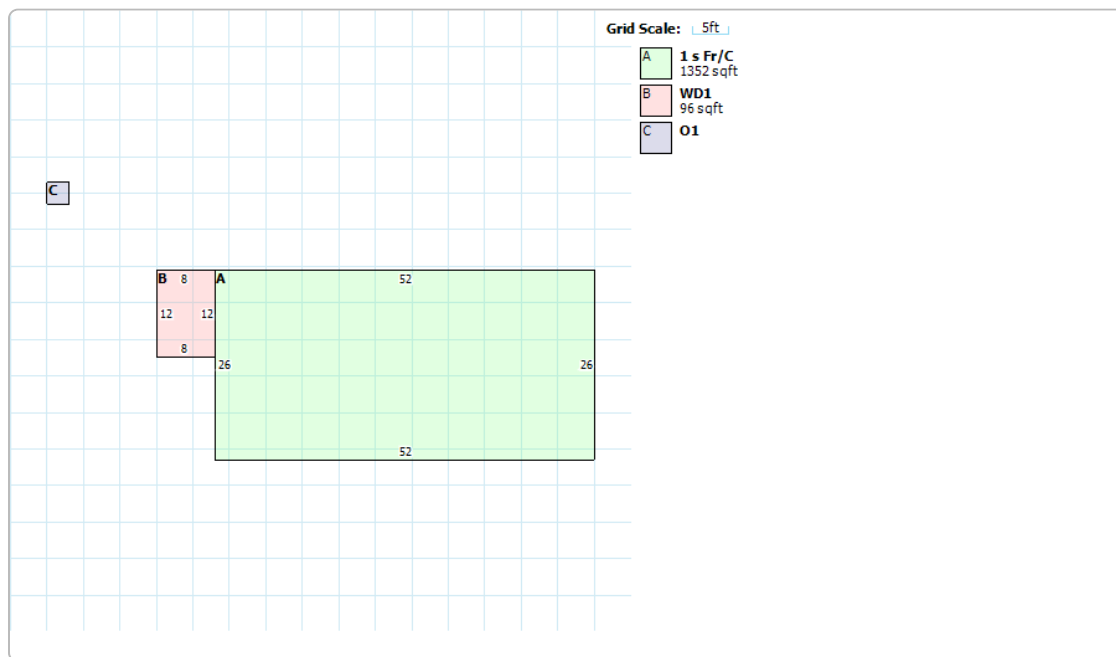 Grid Scale: 5ft
A 1 s Fr/C
1352 sqft
B WD1
96 sqft
C O1
C
B 8 A 52
12 12
8
26 26
52